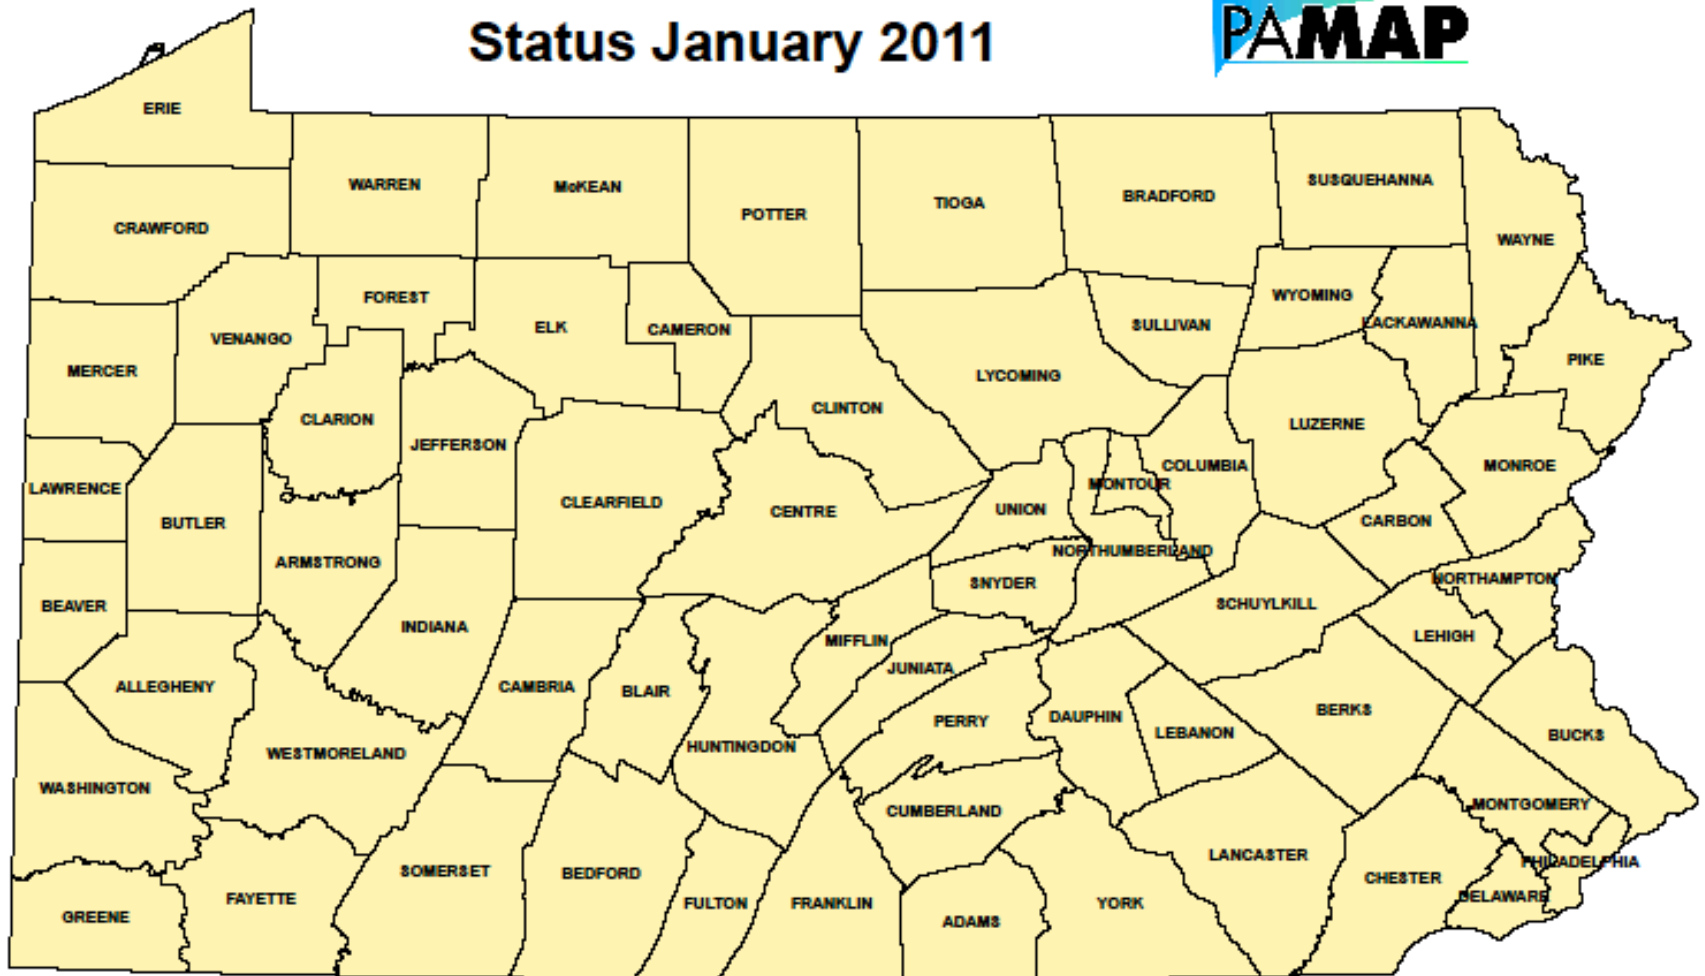 Status January 2011
PAMAP
ERIE
WARREN
McKEAN
POTTER
TIOGA
BRADFORD
SUSQUEHANNA
WAYNE
CRAWFORD
FOREST
ELK
CAMERON
SULLIVAN
WYOMING
LACKAWANNA
PIKE
VENANGO
MERCER
CLARION
JEFFERSON
CLINTON
LYCOMING
LUZERNE
MONROE
COLUMBIA
MONTOUR
LAWRENCE
BUTLER
CLEARFIELD
CENTRE
UNION
CARBON
ARMSTRONG
NORTHUMBERLAND
SNYDER
NORTHAMPTON
BEAVER
INDIANA
SCHUYLKILL
MIFFLIN
LEHIGH
ALLEGHENY
CAMBRIA
BLAIR
JUNIATA
PERRY
DAUPHIN
LEBANON
BERKS
BUCKS
WESTMORELAND
HUNTINGDON
WASHINGTON
CUMBERLAND
MONTGOMERY
SOMERSET
BEDFORD
LANCASTER
CHESTER
PHILADELPHIA
DELAWARE
GREENE
FAYETTE
FULTON
FRANKLIN
ADAMS
YORK